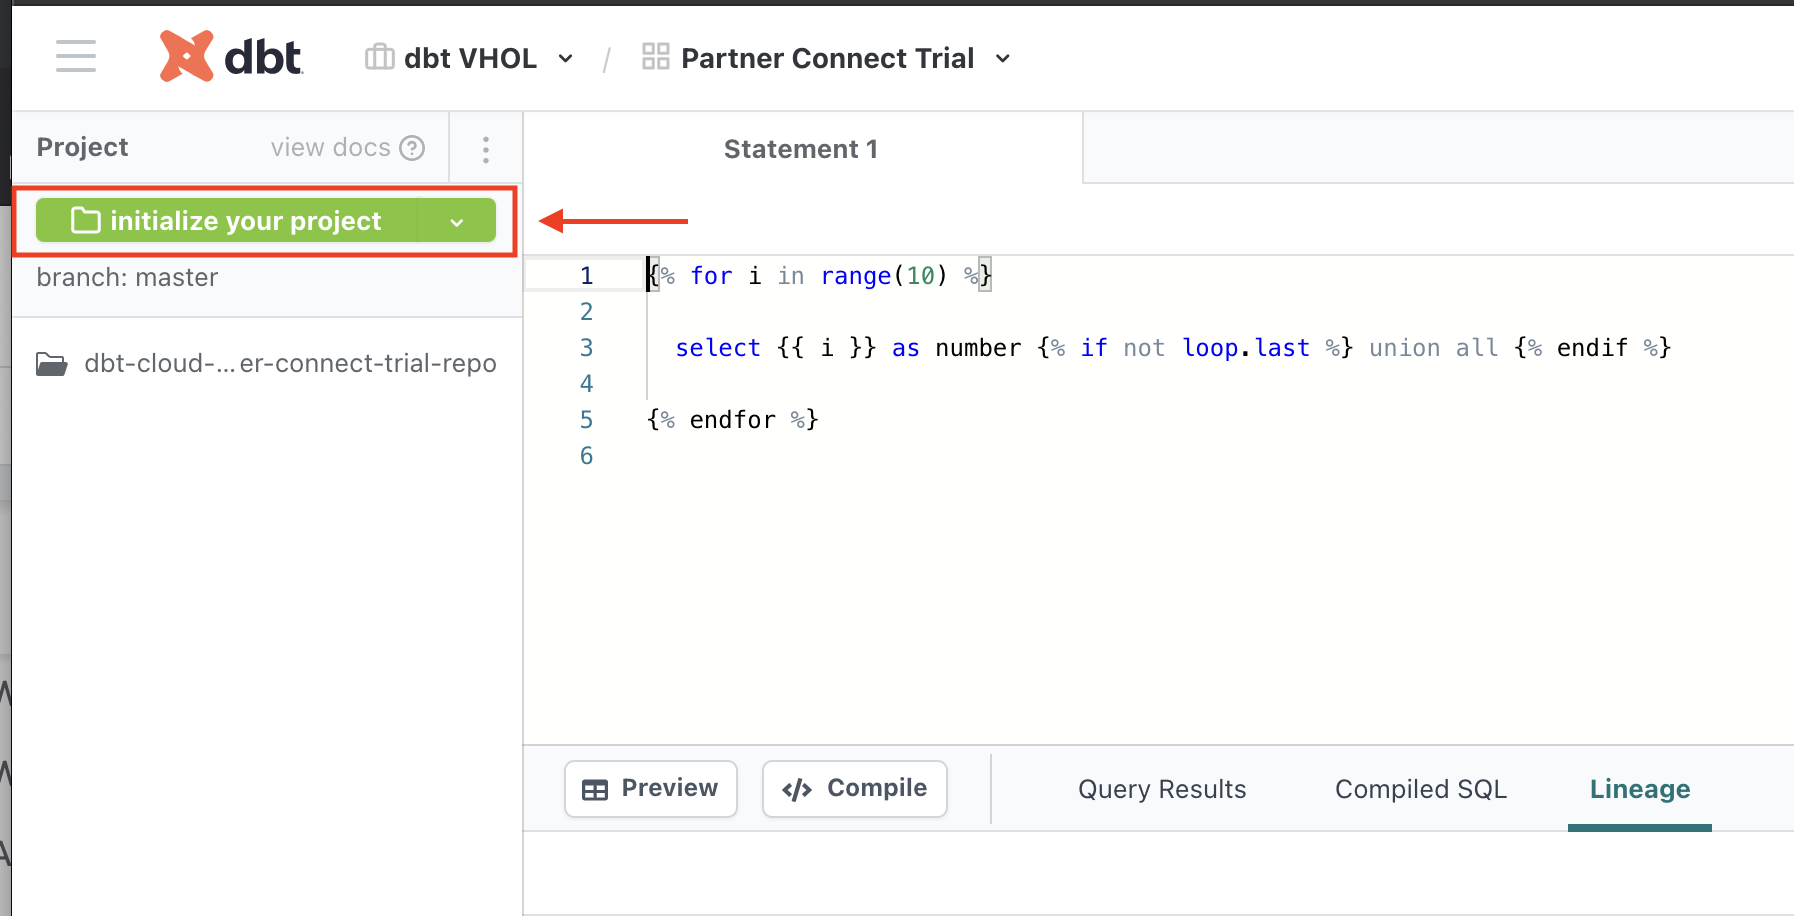 dbt
dbt VHOL / Partner Connect Trial
Project view docs ?
Statement 1
initialize your project
branch: master
dbt-cloud-...er-connect-trial-repo
1 {% for i in range(10) %}
2
3 select {{ i }} as number {% if not loop.last %} union all {% endif %}
4
5 {% endfor %}
6
Preview </> Compile Query Results Compiled SQL Lineage